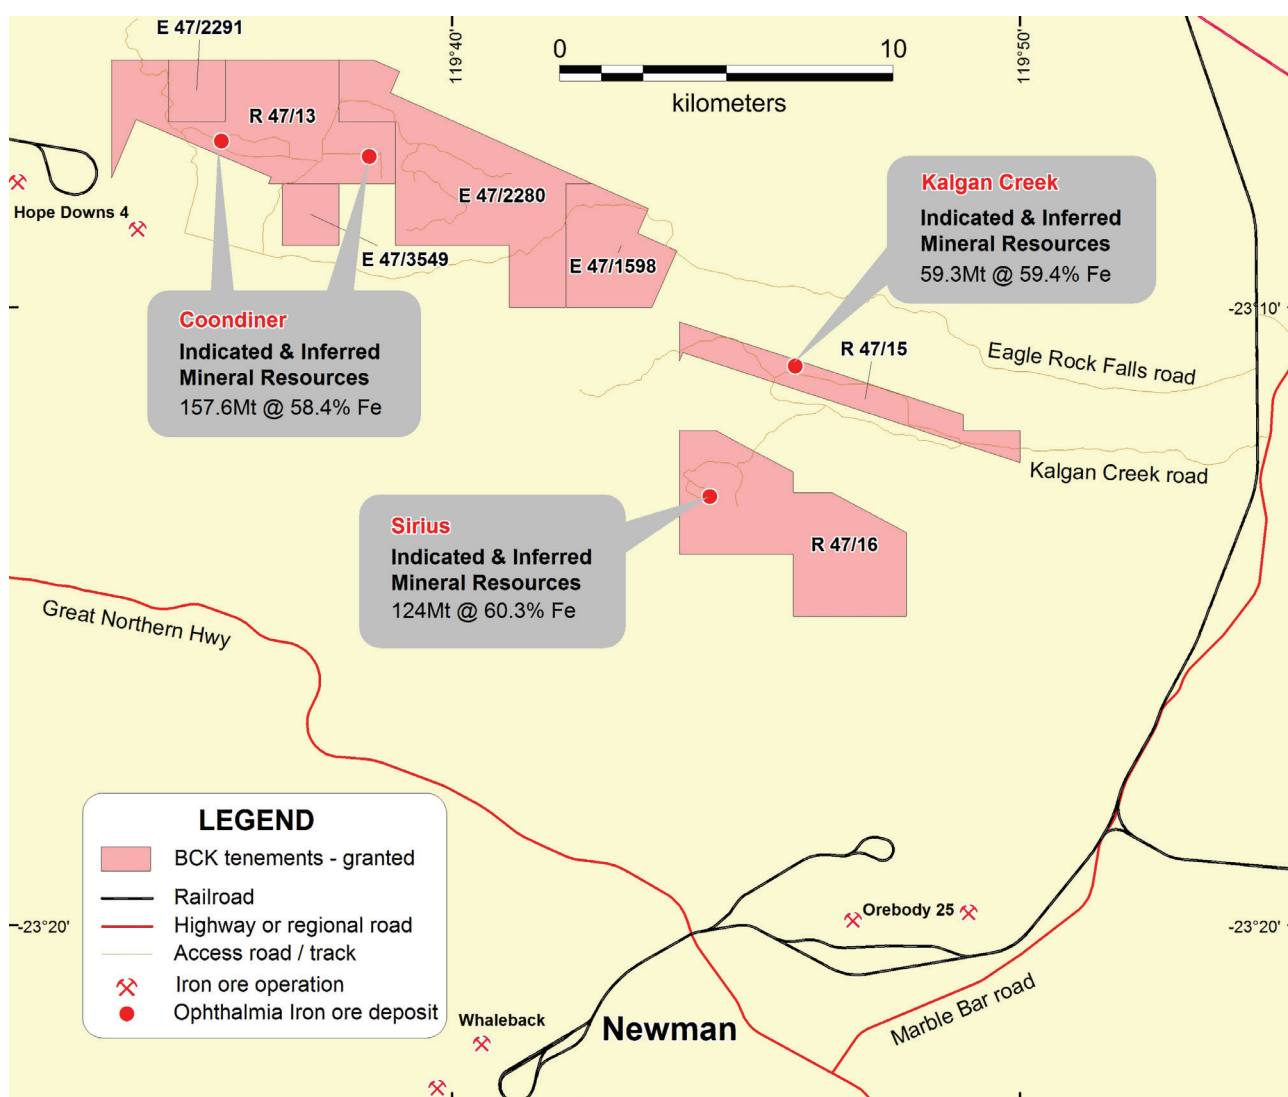 E 47/2291
119°40'
0
10
kilometers
119°50'
R 47/13
Hope Downs 4
E 47/2280
E 47/3549
E 47/1598
Kalgan Creek
Indicated & Inferred
Mineral Resources
59.3Mt @ 59.4% Fe
-23°10'
Coondiner
Indicated & Inferred
Mineral Resources
157.6Mt @ 58.4% Fe
R 47/15
Eagle Rock Falls road
Kalgan Creek road
Sirius
Indicated & Inferred
Mineral Resources
124Mt @ 60.3% Fe
R 47/16
Great Northern Hwy
LEGEND
BCK tenements - granted
Railroad
Highway or regional road
Access road / track
Iron ore operation
Ophthalmia Iron ore deposit
-23°20'
Orebody 25
-23°20'
Whaleback
Newman
Marble Bar road